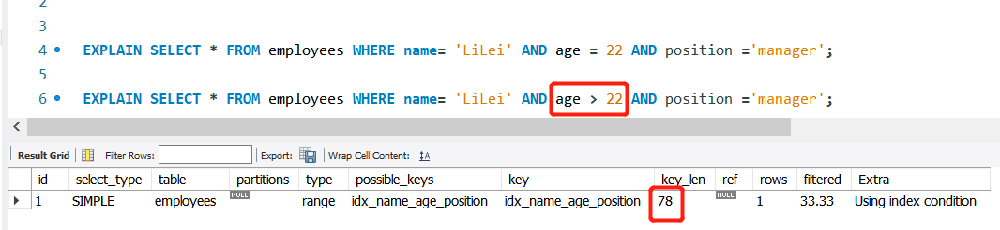 2
3
4 EXPLAIN SELECT * FROM employees WHERE name= 'LiLei' AND age = 22 AND position ='manager';
5
6 EXPLAIN SELECT * FROM employees WHERE name= 'LiLei' AND age > 22 AND position ='manager';
Result Grid Filter Rows: Export: Wrap Cell Content: IA
id select_type table partitions type possible_keys key key_len ref rows filtered Extra
1 SIMPLE employees NULL range idx_name_age_position idx_name_age_position 78 NULL 1 33.33 Using index condition